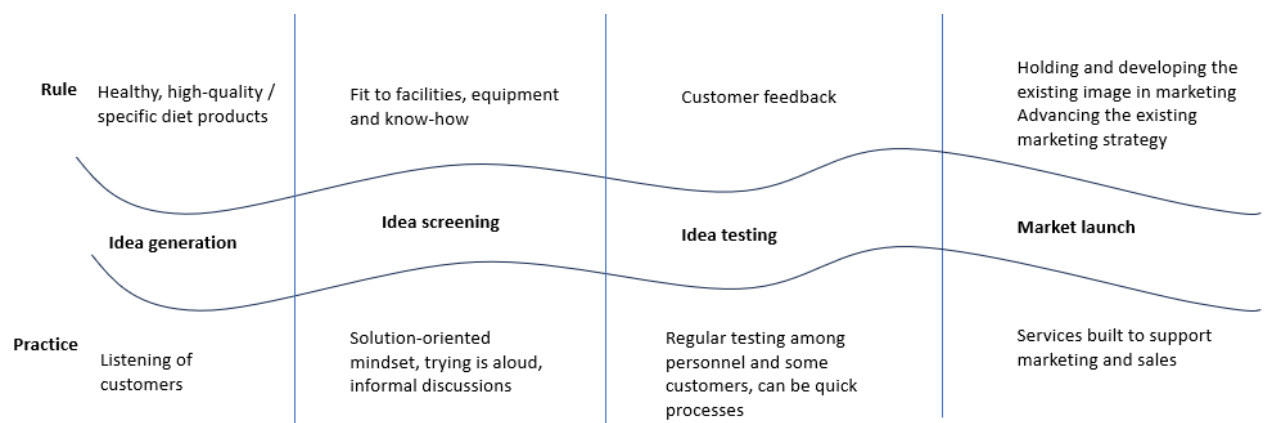 Rule
Healthy, high-quality /
specific diet products
Fit to facilities, equipment
and know-how
Customer feedback
Holding and developing the
existing image in marketing
Advancing the existing
marketing strategy
Idea generation
Idea screening
Idea testing
Market launch
Practice
Listening of
customers
Solution-oriented
mindset, trying is aloud,
informal discussions
Regular testing among
personnel and some
customers, can be quick
processes
Services built to support
marketing and sales